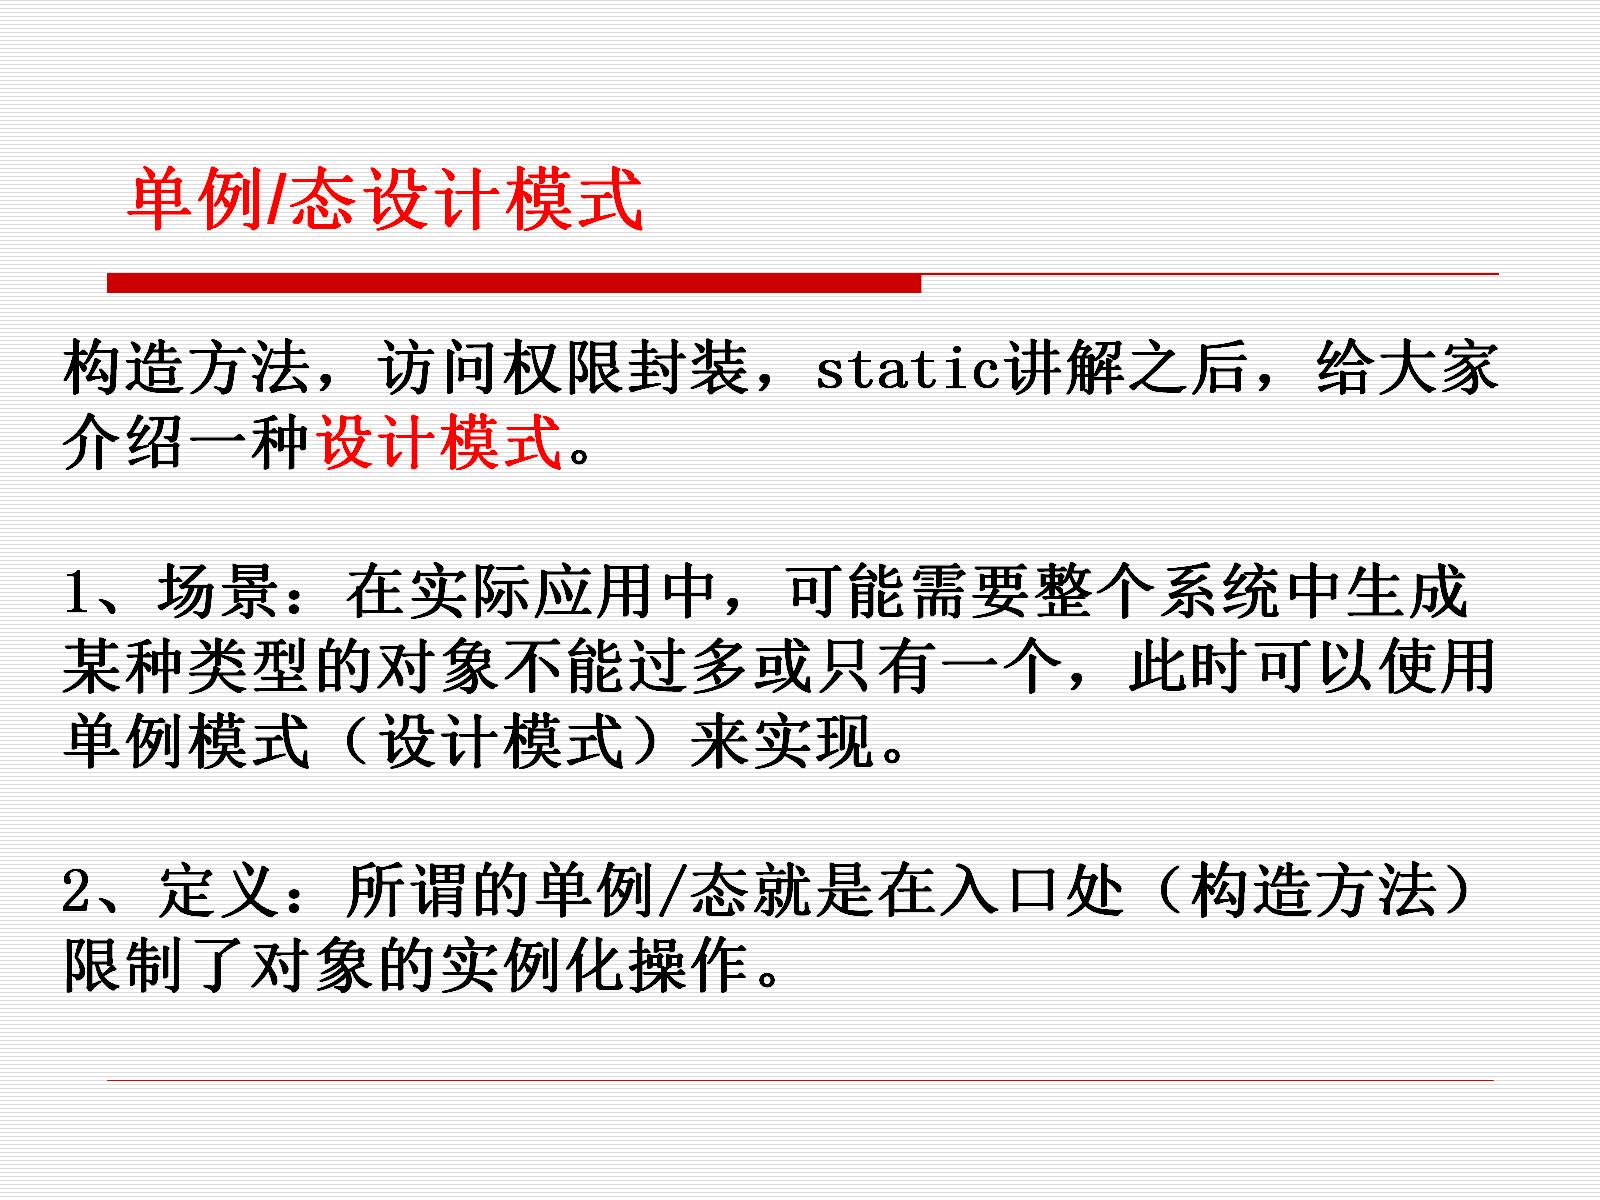 单例/态设计模式
构造方法，访问权限封装，static讲解之后，给大家
介绍一种设计模式。
1、场景：在实际应用中，可能需要整个系统中生成
某种类型的对象不能过多或只有一个，此时可以使用
单例模式（设计模式）来实现。
2、定义：所谓的单例/态就是在入口处（构造方法）
限制了对象的实例化操作。